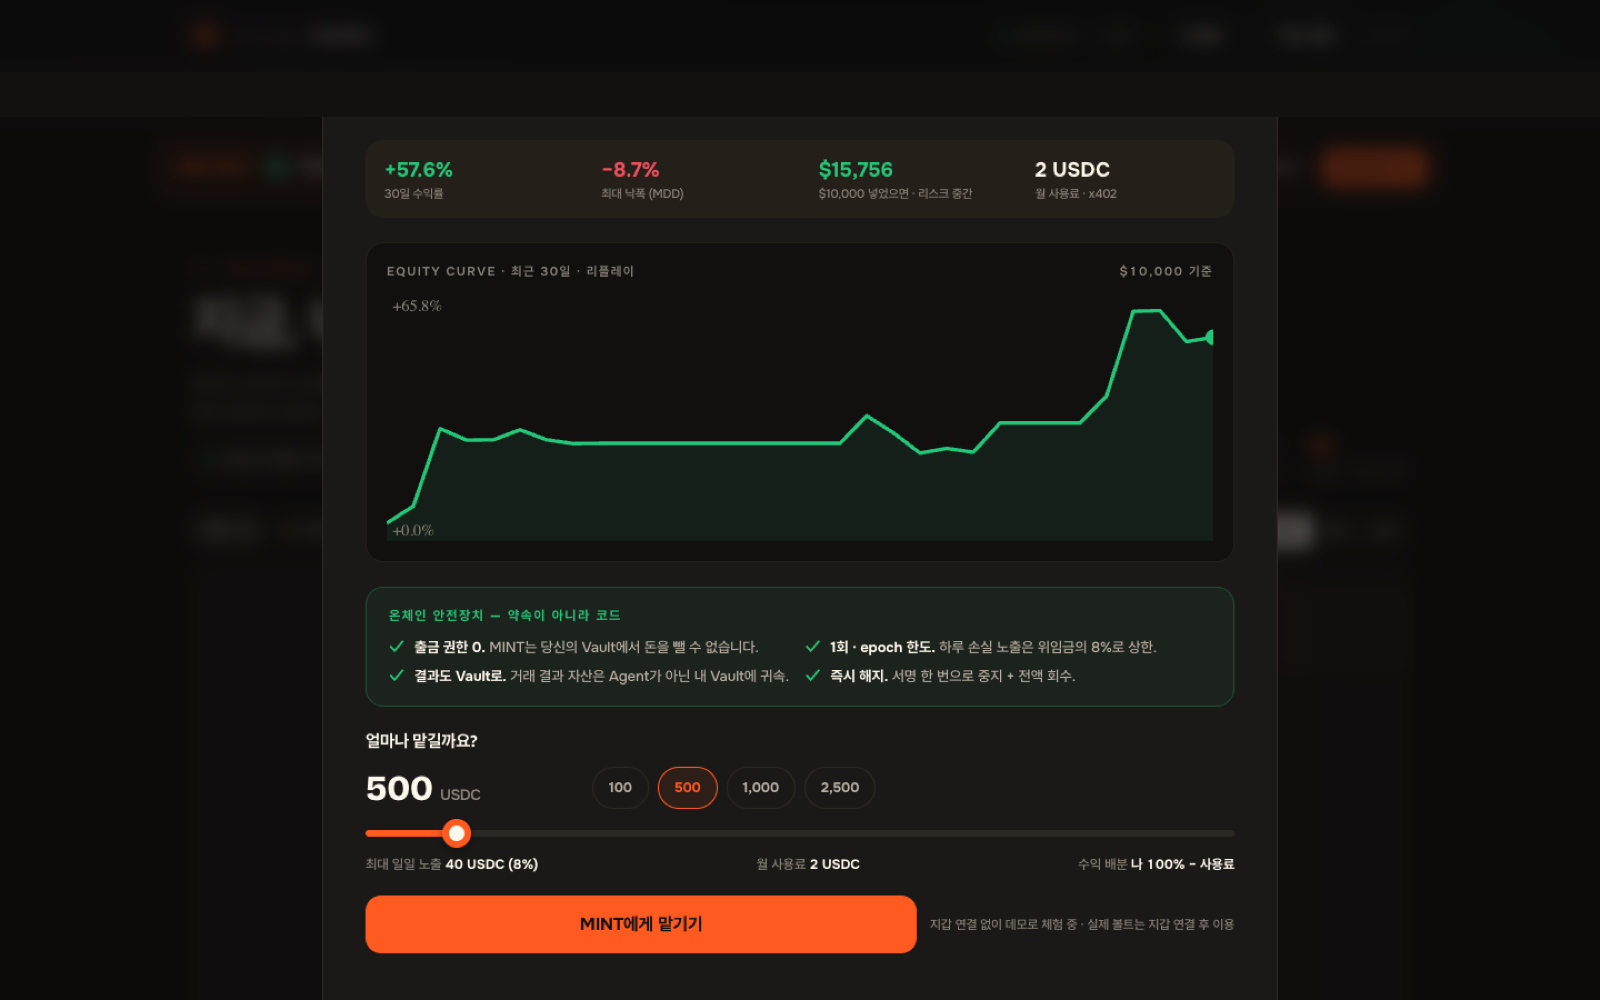 +57.6%
30일 수익률
−8.7%
최대 낙폭 (MDD)
$15,756
$10,000 넣었으면 · 리스크 중간
2 USDC
월 사용료 · x402
EQUITY CURVE · 최근 30일 · 리플레이
$10,000 기준
+65.8%
+0.0%
온체인 안전장치 — 약속이 아니라 코드
출금 권한 0. MINT는 당신의 Vault에서 돈을 뺄 수 없습니다.
1회 · epoch 한도. 하루 손실 노출은 위임금의 8%로 상한.
결과도 Vault로. 거래 결과 자산은 Agent가 아닌 내 Vault에 귀속.
즉시 해지. 서명 한 번으로 중지 + 전액 회수.
얼마나 맡길까요?
500 USDC
100
500
1,000
2,500
최대 일일 노출 40 USDC (8%)
월 사용료 2 USDC
수익 배분 나 100% − 사용료
MINT에게 맡기기
지갑 연결 없이 데모로 체험 중 · 실제 볼트는 지갑 연결 후 이용